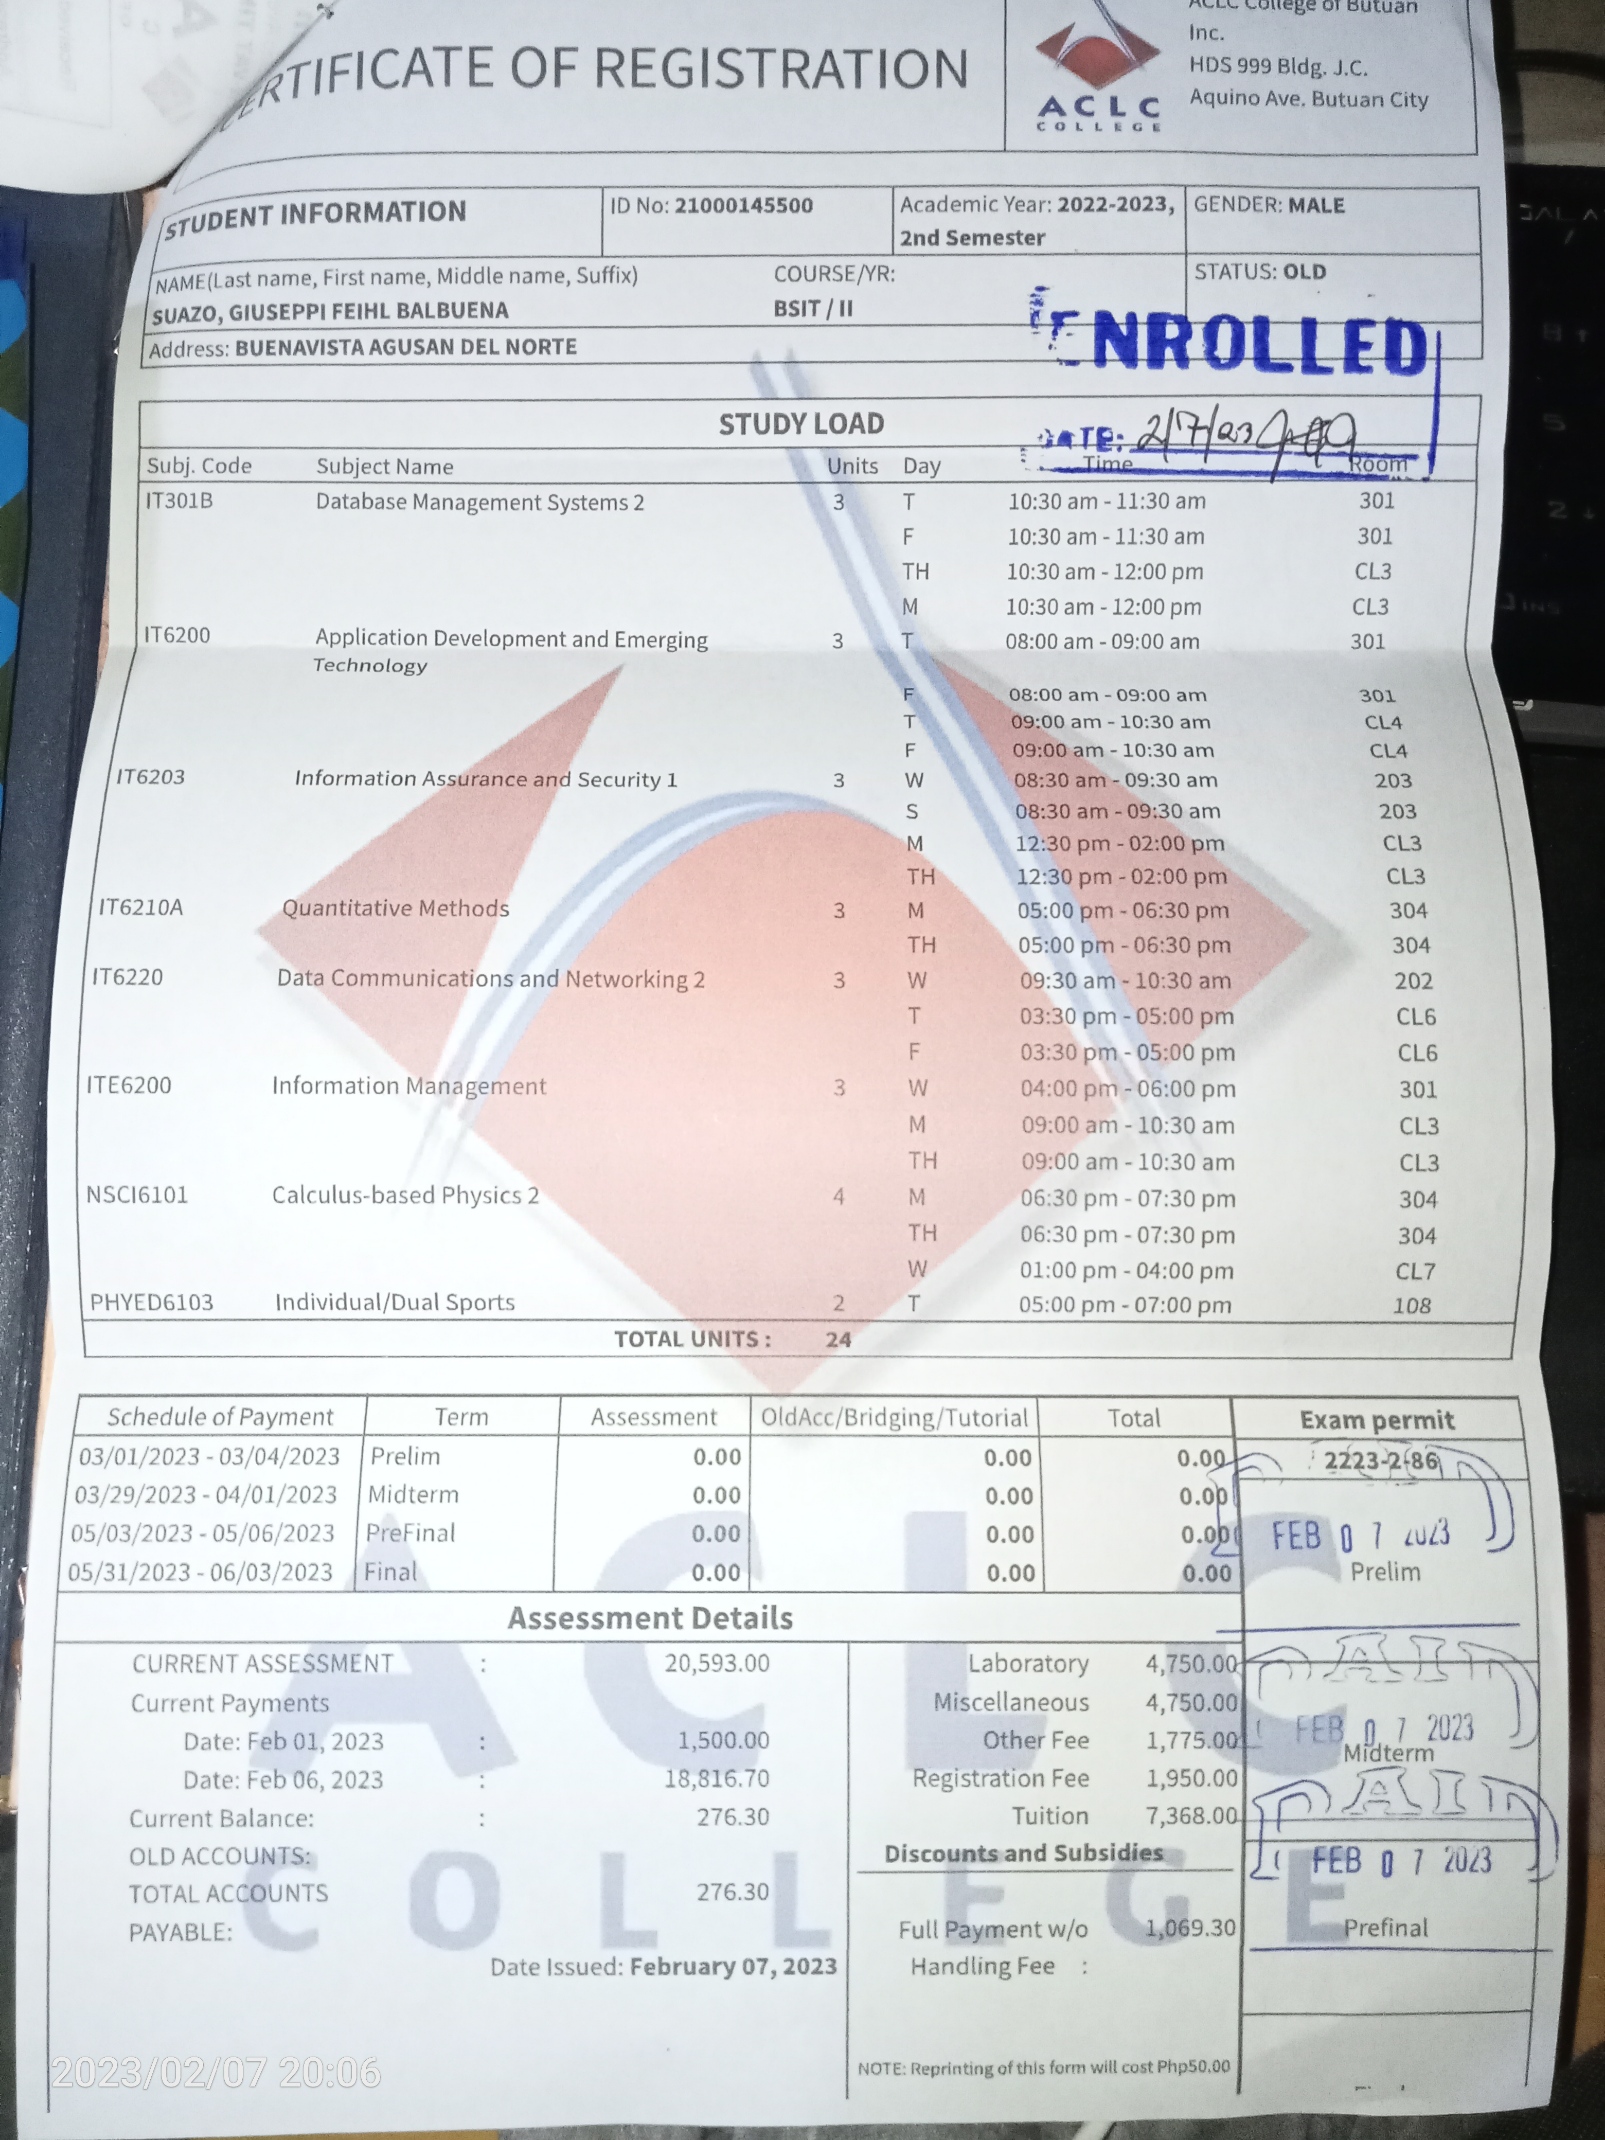 ACLC College of Butuan
Inc.
HDS 999 Bldg. J.C.
Aquino Ave. Butuan City
ERTIFICATE OF REGISTRATION
ACLC
COLLEGE
STUDENT INFORMATION ID No: 21000145500 Academic Year: 2022-2023, 2nd Semester GENDER: MALE
NAME(Last name, First name, Middle name, Suffix) COURSE/YR: STATUS: OLD
SUAZO, GIUSEPPI FEIHL BALBUENA BSIT / II
ENROLLED
Address: BUENAVISTA AGUSAN DEL NORTE
STUDY LOAD
DATE: 2/7/23
Subj. Code Subject Name Units Day Time Room
IT301B Database Management Systems 2 3 T 10:30 am - 11:30 am 301
F 10:30 am - 11:30 am 301
TH 10:30 am - 12:00 pm CL3
M 10:30 am - 12:00 pm CL3
IT6200 Application Development and Emerging 3 T 08:00 am - 09:00 am 301
Technology
F 08:00 am - 09:00 am 301
T 09:00 am - 10:30 am CL4
F 09:00 am - 10:30 am CL4
IT6203 Information Assurance and Security 1 3 W 08:30 am - 09:30 am 203
S 08:30 am - 09:30 am 203
M 12:30 pm - 02:00 pm CL3
TH 12:30 pm - 02:00 pm CL3
IT6210A Quantitative Methods 3 M 05:00 pm - 06:30 pm 304
TH 05:00 pm - 06:30 pm 304
IT6220 Data Communications and Networking 2 3 W 09:30 am - 10:30 am 202
T 03:30 pm - 05:00 pm CL6
F 03:30 pm - 05:00 pm CL6
ITE6200 Information Management 3 W 04:00 pm - 06:00 pm 301
M 09:00 am - 10:30 am CL3
TH 09:00 am - 10:30 am CL3
NSCI6101 Calculus-based Physics 2 4 M 06:30 pm - 07:30 pm 304
TH 06:30 pm - 07:30 pm 304
W 01:00 pm - 04:00 pm CL7
PHYED6103 Individual/Dual Sports 2 T 05:00 pm - 07:00 pm 108
TOTAL UNITS : 24
Schedule of Payment Term Assessment OldAcc/Bridging/Tutorial Total Exam permit
03/01/2023 - 03/04/2023 Prelim 0.00 0.00 0.00 2223-2-86
03/29/2023 - 04/01/2023 Midterm 0.00 0.00 0.00
05/03/2023 - 05/06/2023 PreFinal 0.00 0.00 0.00 FEB 07 2023
05/31/2023 - 06/03/2023 Final 0.00 0.00 0.00 Prelim
Assessment Details
CURRENT ASSESSMENT : 20,593.00 Laboratory 4,750.00 PAID
Current Payments Miscellaneous 4,750.00
Date: Feb 01, 2023 : 1,500.00 Other Fee 1,775.00 FEB 07 2023
Midterm
Date: Feb 06, 2023 : 18,816.70 Registration Fee 1,950.00 PAID
Current Balance: : 276.30 Tuition 7,368.00
OLD ACCOUNTS: Discounts and Subsidies FEB 07 2023
TOTAL ACCOUNTS 276.30
PAYABLE: Full Payment w/o 1,069.30 Prefinal
Date Issued: February 07, 2023 Handling Fee :
NOTE: Reprinting of this form will cost Php50.00
ACLC
COLLEGE
2023/02/07 20:06